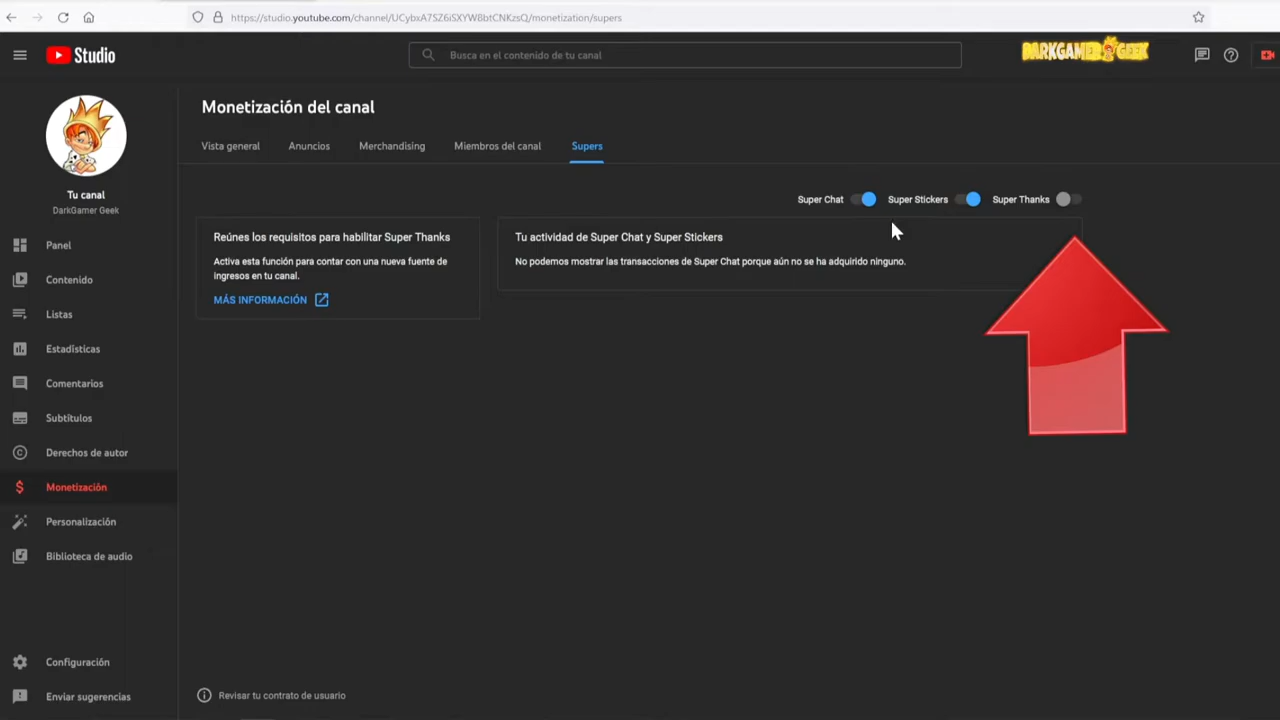 https://studio.youtube.com/channel/UCybxA7SZ6iSXYWBbtCNKzsQ/monetization/supers
Studio
Busca en el contenido de tu canal
DARKGAMER GEEK
Tu canal
DarkGamer Geek
Panel
Contenido
Listas
Estadísticas
Comentarios
Subtítulos
Derechos de autor
Monetización
Personalización
Biblioteca de audio
Configuración
Enviar sugerencias
Monetización del canal
Vista general
Anuncios
Merchandising
Miembros del canal
Supers
Super Chat
Super Stickers
Super Thanks
Reúnes los requisitos para habilitar Super Thanks
Activa esta función para contar con una nueva fuente de
ingresos en tu canal.
MÁS INFORMACIÓN
Tu actividad de Super Chat y Super Stickers
No podemos mostrar las transacciones de Super Chat porque aún no se ha adquirido ninguno.
Revisar tu contrato de usuario